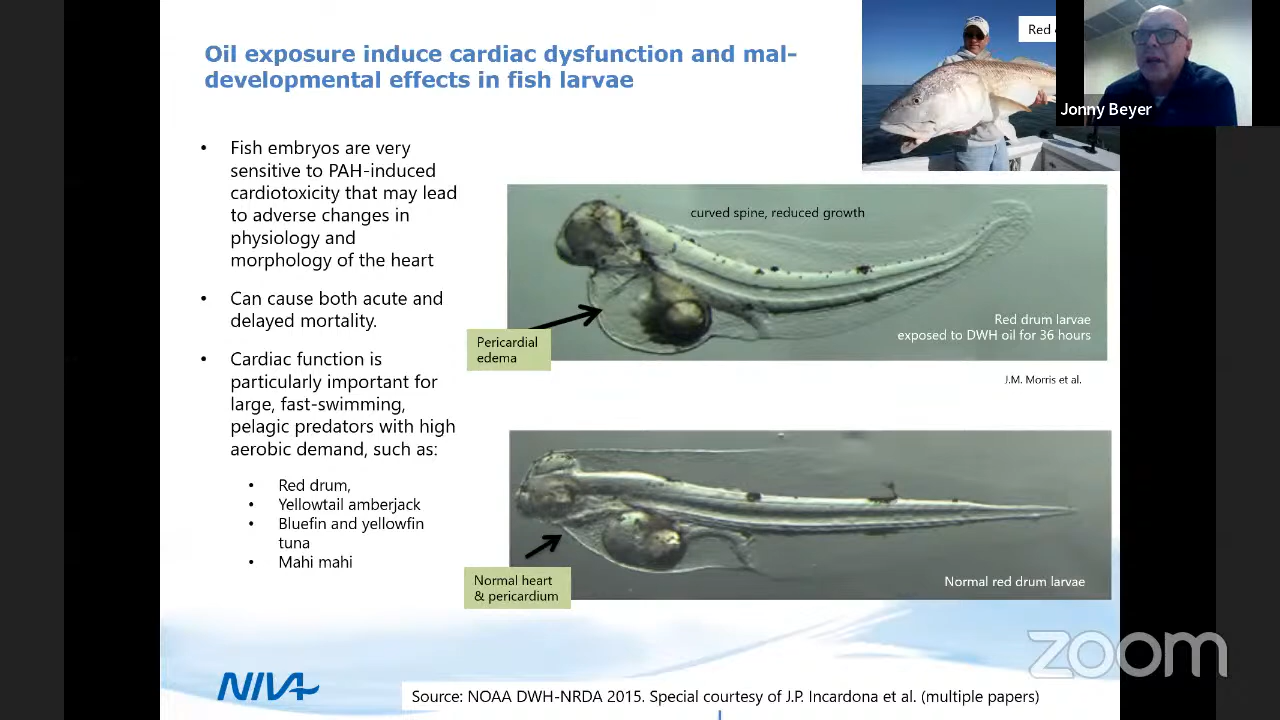 Oil exposure induce cardiac dysfunction and mal-
developmental effects in fish larvae
Red
Jonny Beyer
• Fish embryos are very
sensitive to PAH-induced
cardiotoxicity that may lead
to adverse changes in
physiology and
morphology of the heart
• Can cause both acute and
delayed mortality.
• Cardiac function is
particularly important for
large, fast-swimming,
pelagic predators with high
aerobic demand, such as:
• Red drum,
• Yellowtail amberjack
• Bluefin and yellowfin
tuna
• Mahi mahi
curved spine, reduced growth
Pericardial
edema
Red drum larvae
exposed to DWH oil for 36 hours
J.M. Morris et al.
Normal heart
& pericardium
Normal red drum larvae
zoom
NIVA
Source: NOAA DWH-NRDA 2015. Special courtesy of J.P. Incardona et al. (multiple papers)